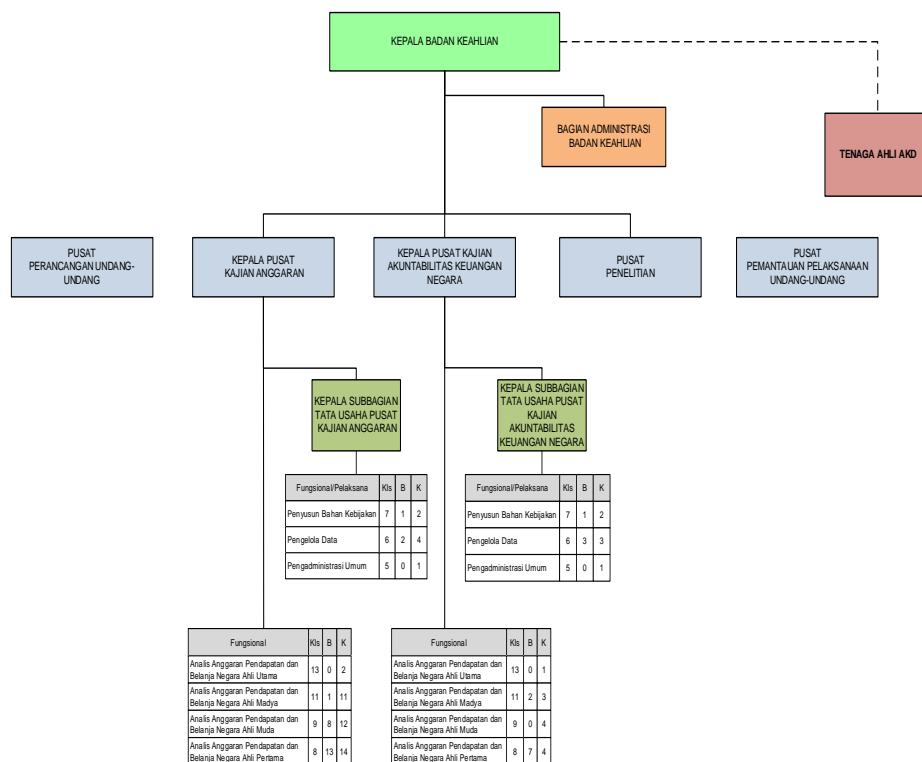 KEPALA BADAN KEAHLIAN
BAGIAN ADMINISTRASI
BADAN KEAHLIAN
TENAGA AHLI AKD
PUSAT
PERANCANGAN UNDANG-
UNDANG
KEPALA PUSAT
KAJIAN ANGGARAN
KEPALA PUSAT KAJIAN
AKUNTABILITAS KEUANGAN
NEGARA
PUSAT
PENELITIAN
PUSAT
PEMANTAUAN PELAKSANAAN
UNDANG-UNDANG
KEPALA SUBBAGIAN
TATA USAHA PUSAT
KAJIAN ANGGARAN
KEPALA SUBBAGIAN
TATA USAHA PUSAT
KAJIAN
AKUNTABILITAS
KEUANGAN NEGARA
Fungsional/Pelaksana Kls B K
Penyusun Bahan Kebijakan 7 1 2
Pengelola Data 6 2 4
Pengadministrasi Umum 5 0 1
Fungsional/Pelaksana Kls B K
Penyusun Bahan Kebijakan 7 1 2
Pengelola Data 6 3 3
Pengadministrasi Umum 5 0 1
Fungsional Kls B K
Analis Anggaran Pendapatan dan
Belanja Negara Ahli Utama 13 0 2
Analis Anggaran Pendapatan dan
Belanja Negara Ahli Madya 11 1 11
Analis Anggaran Pendapatan dan
Belanja Negara Ahli Muda 9 8 12
Analis Anggaran Pendapatan dan
Belanja Negara Ahli Pertama 8 13 14
Fungsional Kls B K
Analis Anggaran Pendapatan dan
Belanja Negara Ahli Utama 13 0 1
Analis Anggaran Pendapatan dan
Belanja Negara Ahli Madya 11 2 3
Analis Anggaran Pendapatan dan
Belanja Negara Ahli Muda 9 0 4
Analis Anggaran Pendapatan dan
Belanja Negara Ahli Pertama 8 7 4